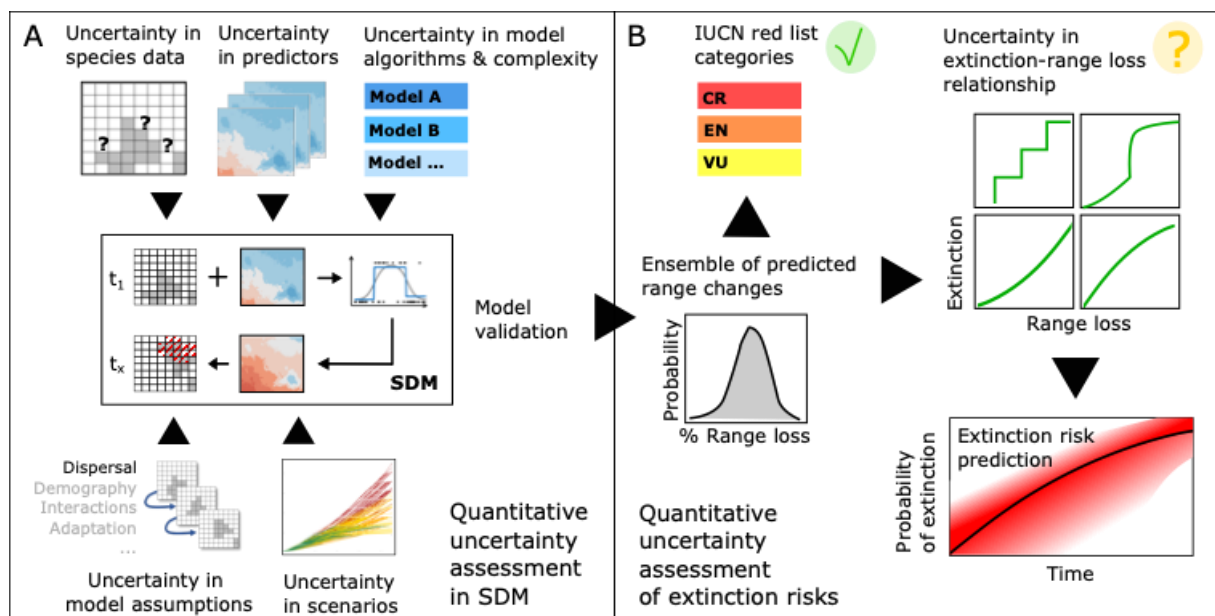 A
Uncertainty in
species data
?
?
?
Uncertainty
in predictors
Uncertainty in model
algorithms & complexity
Model A
Model B
Model ...
t1
+
tx
SDM
Model
validation
Dispersal
Demography
Interactions
Adaptation
...
Uncertainty in
model assumptions
Uncertainty
in scenarios
Quantitative
uncertainty
assessment
in SDM
B
IUCN red list
categories
√
CR
EN
VU
Ensemble of predicted
range changes
Probability
% Range loss
Uncertainty in
extinction-range loss
relationship
?
Extinction
Range loss
Extinction risk
prediction
Probability
of extinction
Time
Quantitative
uncertainty
assessment
of extinction risks